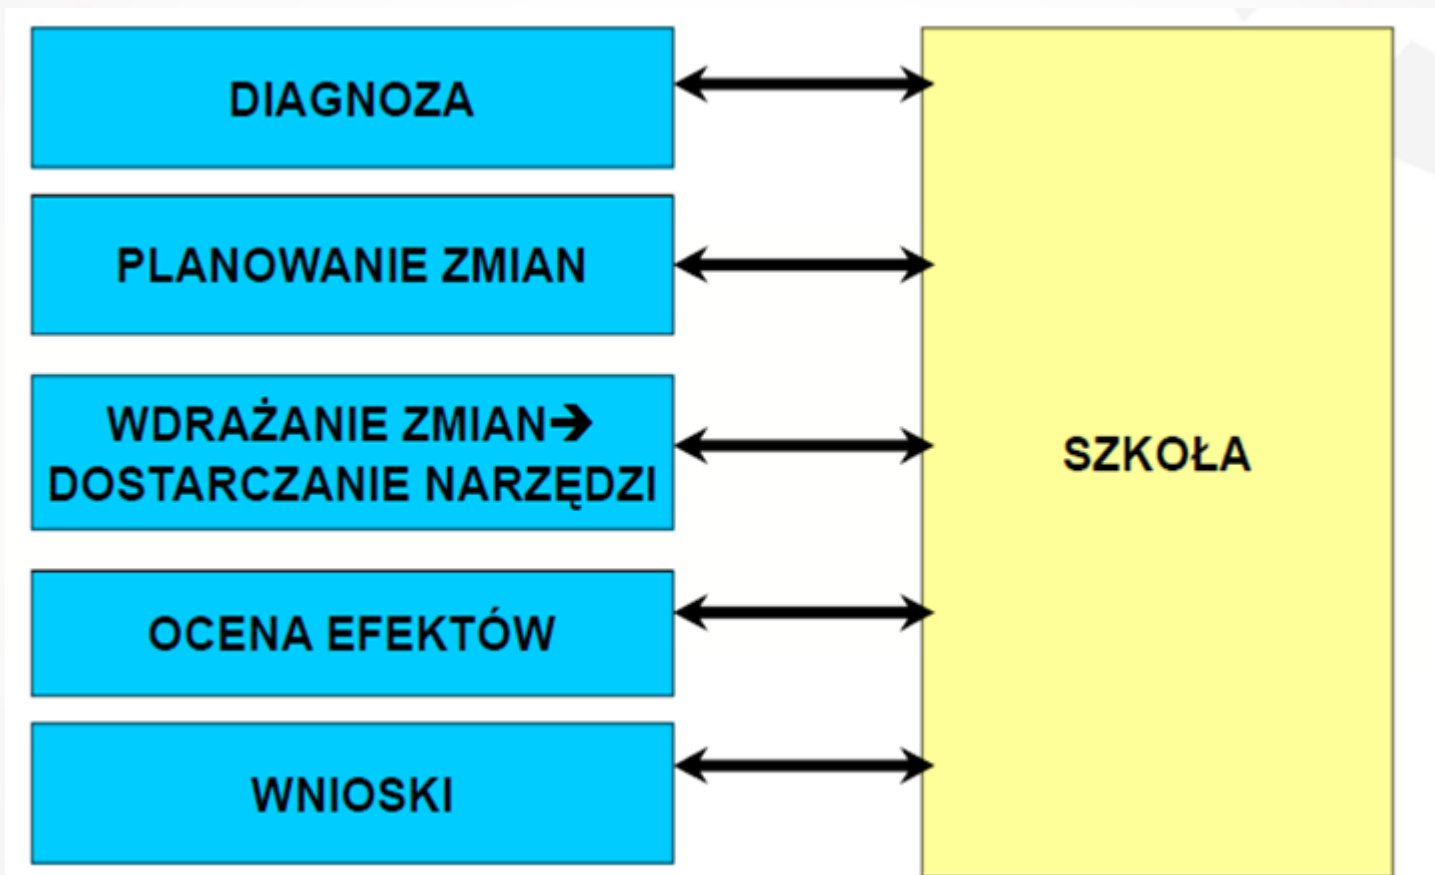 DIAGNOZA
PLANOWANIE ZMIAN
WDRAŻANIE ZMIAN➔
DOSTARCZANIE NARZĘDZI
OCENA EFEKTÓW
WNIOSKI
SZKOŁA